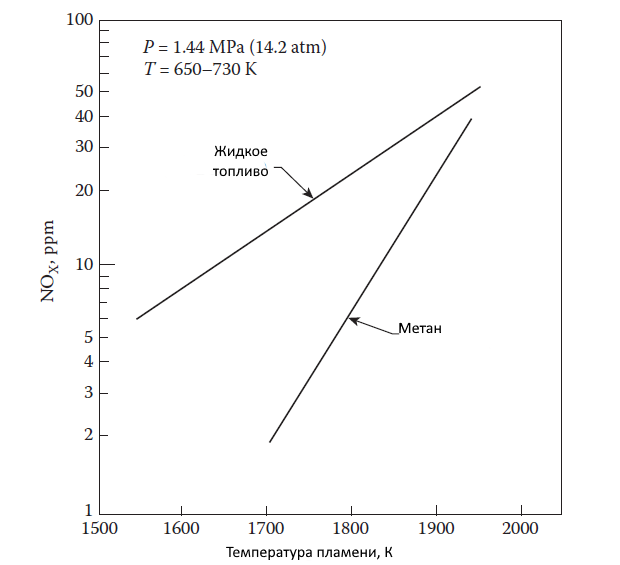 100
P = 1.44 MPa (14.2 atm)
T = 650–730 K
50
40
30
Жидкое
топливо
20
NOX, ppm
10
Метан
5
4
3
2
1
1500 1600 1700 1800 1900 2000
Температура пламени, К